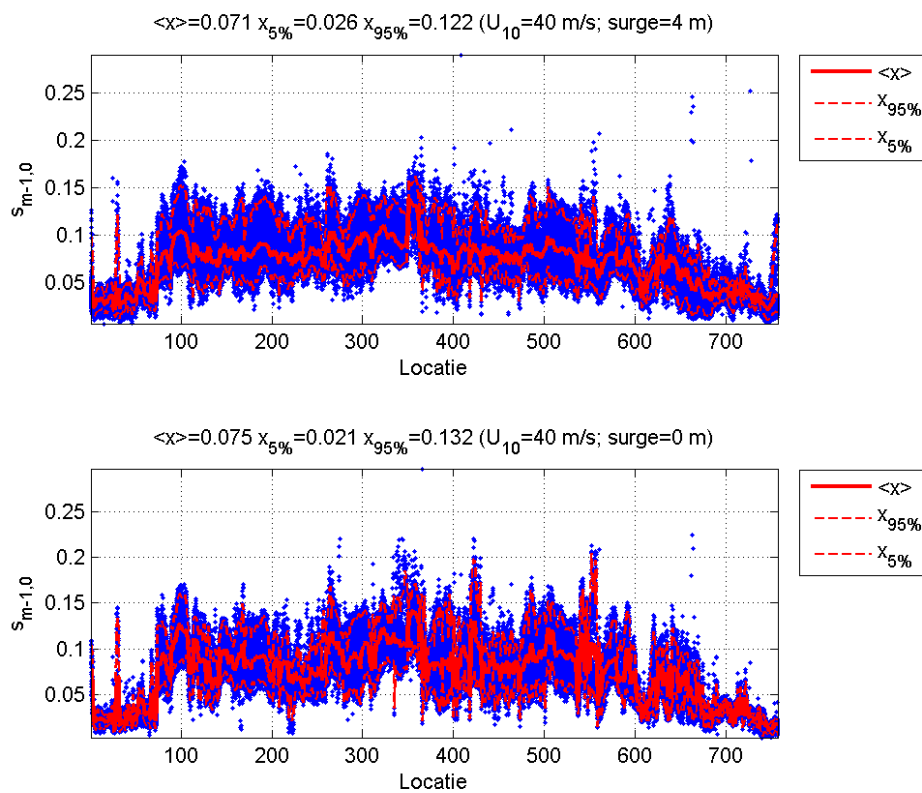 <x>=0.071 x5%=0.026 x95%=0.122 (U10=40 m/s; surge=4 m)
<x>
x95%
x5%
0.25
0.2
0.15
0.1
0.05
sm-1,0
100 200 300 400 500 600 700
Locatie
<x>=0.075 x5%=0.021 x95%=0.132 (U10=40 m/s; surge=0 m)
<x>
x95%
x5%
0.25
0.2
0.15
0.1
0.05
sm-1,0
100 200 300 400 500 600 700
Locatie